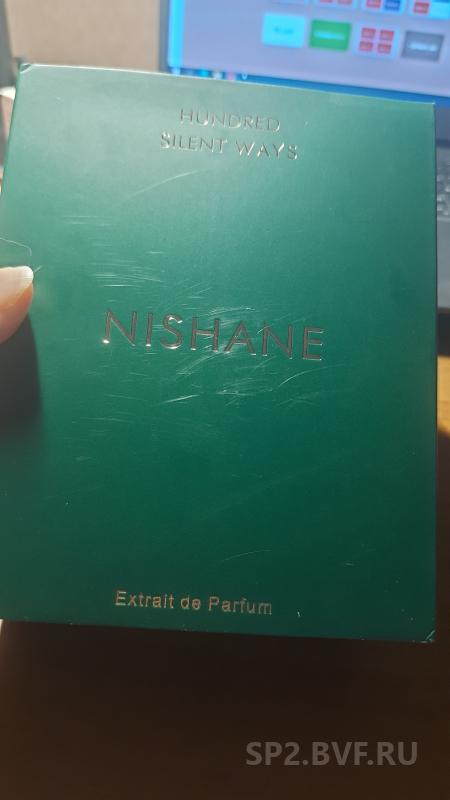 HUNDRED
SILENT WAYS
NISHANE
Extrait de Parfum
SP2.BVF.RU